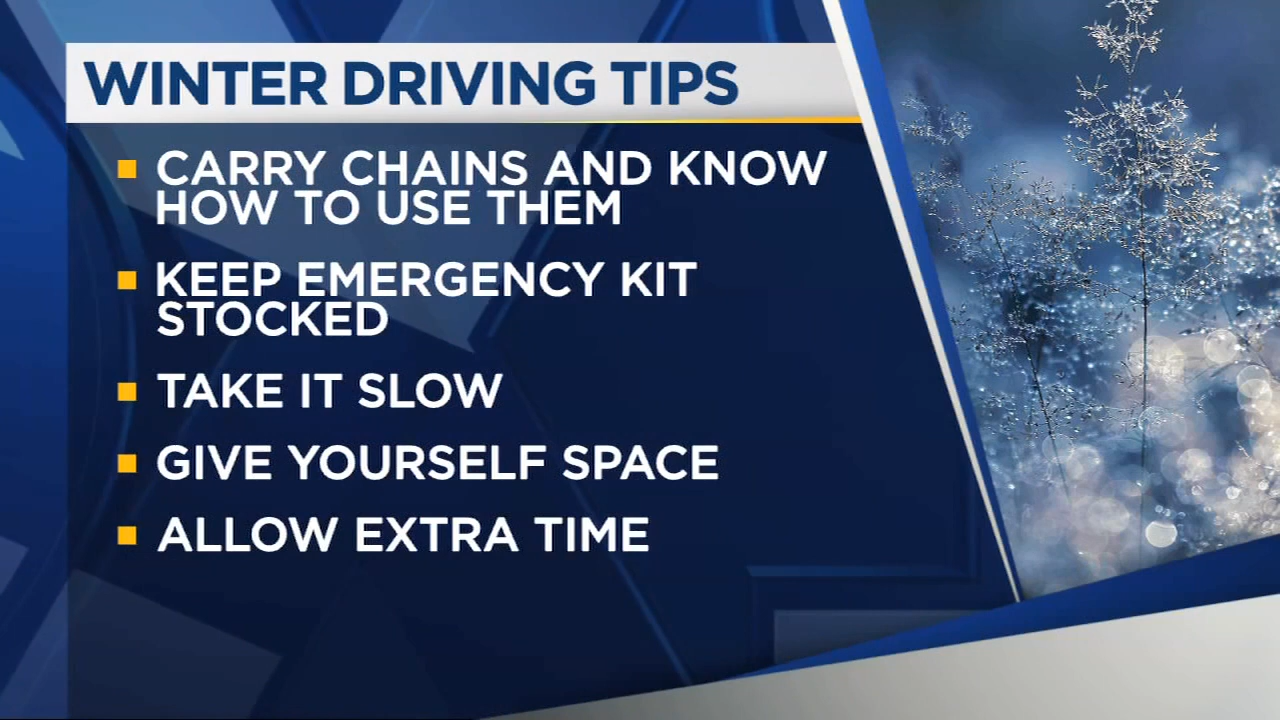 WINTER DRIVING TIPS
CARRY CHAINS AND KNOW
HOW TO USE THEM
KEEP EMERGENCY KIT
STOCKED
TAKE IT SLOW
GIVE YOURSELF SPACE
ALLOW EXTRA TIME